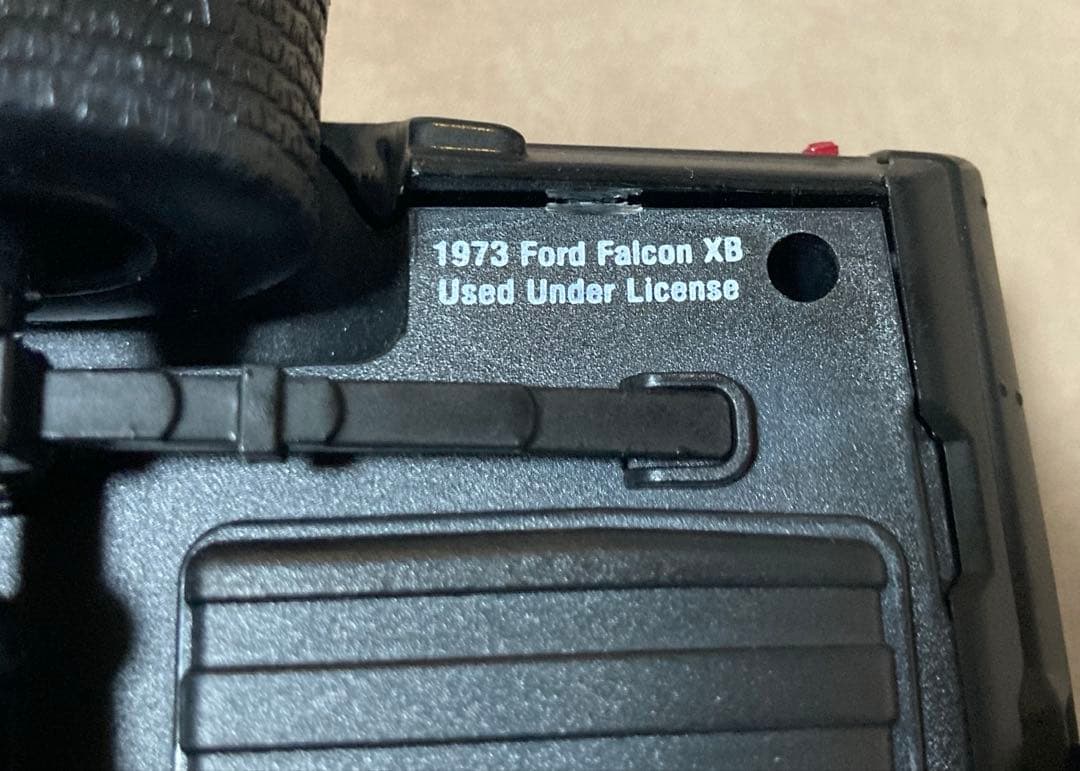 1973 Ford Falcon XB
Used Under License